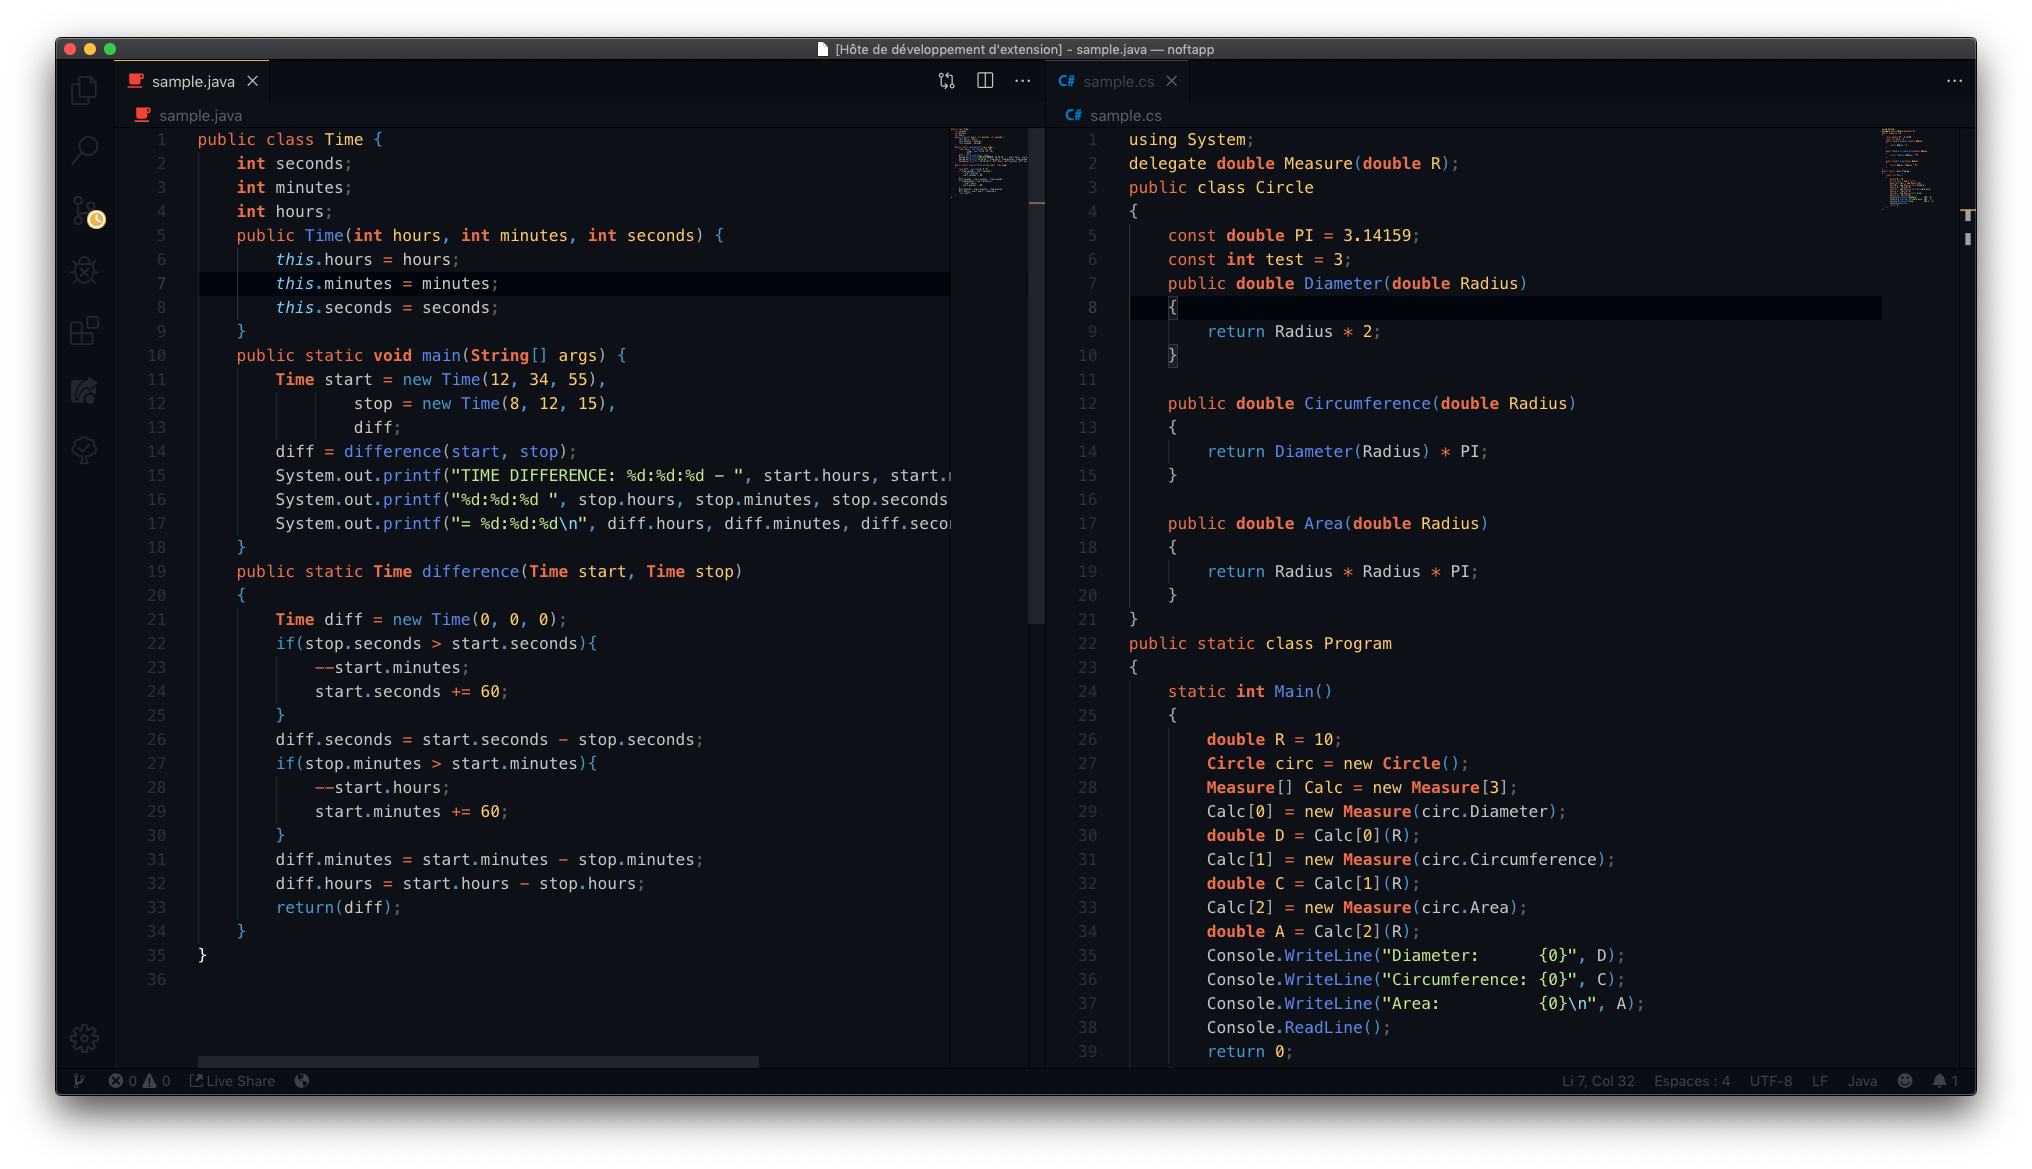 [Hôte de développement d'extension] - sample.java — noftapp
sample.java
sample.java
1 public class Time {
2 int seconds;
3 int minutes;
4 int hours;
5 public Time(int hours, int minutes, int seconds) {
6 this.hours = hours;
7 this.minutes = minutes;
8 this.seconds = seconds;
9 }
10 public static void main(String[] args) {
11 Time start = new Time(12, 34, 55),
12 stop = new Time(8, 12, 15),
13 diff;
14 diff = difference(start, stop);
15 System.out.printf("TIME DIFFERENCE: %d:%d:%d - ", start.hours, start.
16 System.out.printf("%d:%d:%d ", stop.hours, stop.minutes, stop.seconds
17 System.out.printf("= %d:%d:%d\n", diff.hours, diff.minutes, diff.seco
18 }
19 public static Time difference(Time start, Time stop)
20 {
21 Time diff = new Time(0, 0, 0);
22 if(stop.seconds > start.seconds){
23 --start.minutes;
24 start.seconds += 60;
25 }
26 diff.seconds = start.seconds - stop.seconds;
27 if(stop.minutes > start.minutes){
28 --start.hours;
29 start.minutes += 60;
30 }
31 diff.minutes = start.minutes - stop.minutes;
32 diff.hours = start.hours - stop.hours;
33 return(diff);
34 }
35 }
36
C# sample.cs
C# sample.cs
1 using System;
2 delegate double Measure(double R);
3 public class Circle
4 {
5 const double PI = 3.14159;
6 const int test = 3;
7 public double Diameter(double Radius)
8 {
9 return Radius * 2;
10 }
11
12 public double Circumference(double Radius)
13 {
14 return Diameter(Radius) * PI;
15 }
16
17 public double Area(double Radius)
18 {
19 return Radius * Radius * PI;
20 }
21 }
22 public static class Program
23 {
24 static int Main()
25 {
26 double R = 10;
27 Circle circ = new Circle();
28 Measure[] Calc = new Measure[3];
29 Calc[0] = new Measure(circ.Diameter);
30 double D = Calc[0](R);
31 Calc[1] = new Measure(circ.Circumference);
32 double C = Calc[1](R);
33 Calc[2] = new Measure(circ.Area);
34 double A = Calc[2](R);
35 Console.WriteLine("Diameter:      {0}", D);
36 Console.WriteLine("Circumference: {0}", C);
37 Console.WriteLine("Area:          {0}\n", A);
38 Console.ReadLine();
39 return 0;
0 0 Live Share
Li 7, Col 32 Espaces : 4 UTF-8 LF Java 1